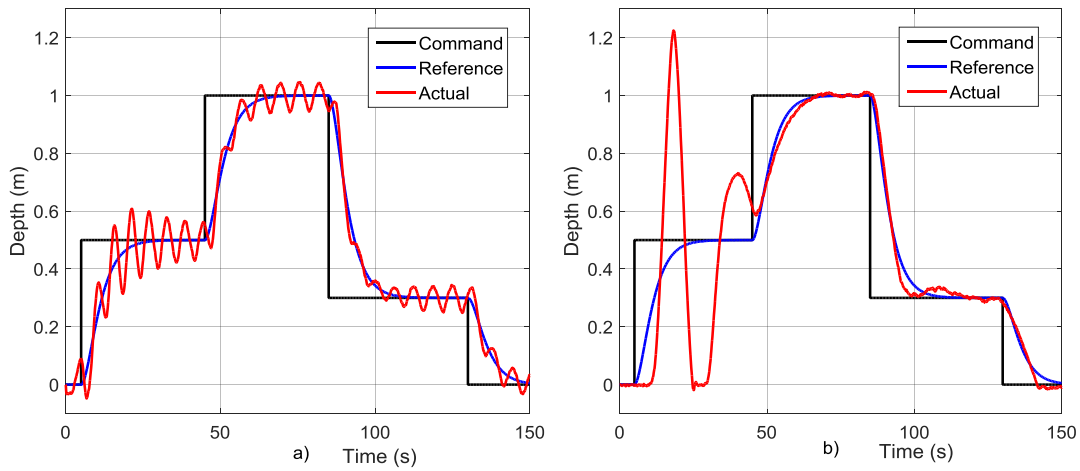 Depth (m)
1.2
1
0.8
0.6
0.4
0.2
0
0
50
100
150
Command
Reference
Actual
a)
Time (s)
Depth (m)
1.2
1
0.8
0.6
0.4
0.2
0
0
50
100
150
Command
Reference
Actual
b)
Time (s)